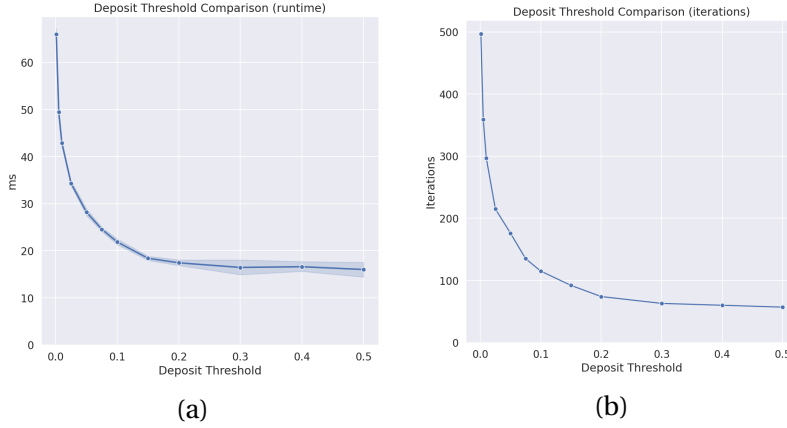 Deposit Threshold Comparison (runtime)
60
50
40
30
20
10
0
ms
0.0 0.1 0.2 0.3 0.4 0.5
Deposit Threshold
(a)
Deposit Threshold Comparison (iterations)
500
400
300
200
100
0
Iterations
0.0 0.1 0.2 0.3 0.4 0.5
Deposit Threshold
(b)